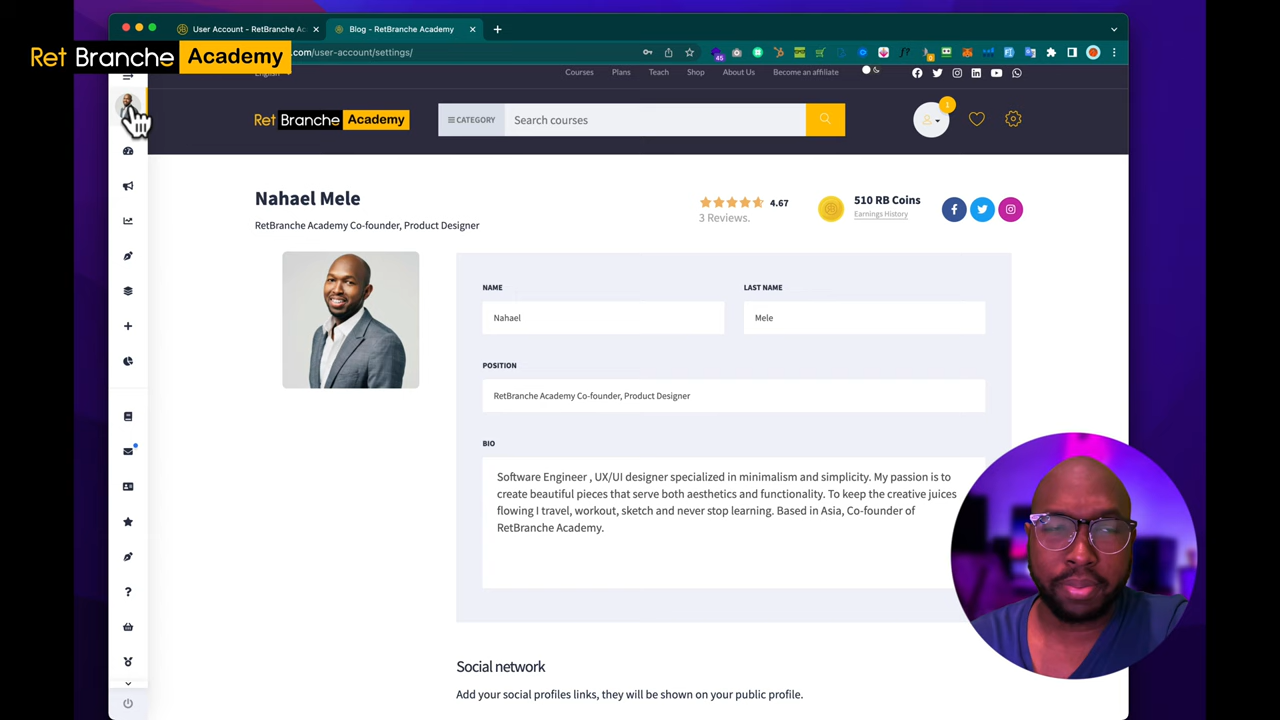 User Account - RetBranche Ac
Blog - RetBranche Academy
Ret Branche Academy
.com/user-account/settings/
45
English
Courses
Plans
Teach
Shop
About Us
Become an affiliate
Ret Branche Academy
CATEGORY
Search courses
1
Nahael Mele
RetBranche Academy Co-founder, Product Designer
4.67
3 Reviews.
510 RB Coins
Earnings History
NAME
LAST NAME
Nahael
Mele
POSITION
RetBranche Academy Co-founder, Product Designer
BIO
Software Engineer , UX/UI designer specialized in minimalism and simplicity. My passion is to
create beautiful pieces that serve both aesthetics and functionality. To keep the creative juices
flowing I travel, workout, sketch and never stop learning. Based in Asia, Co-founder of
RetBranche Academy.
Social network
Add your social profiles links, they will be shown on your public profile.